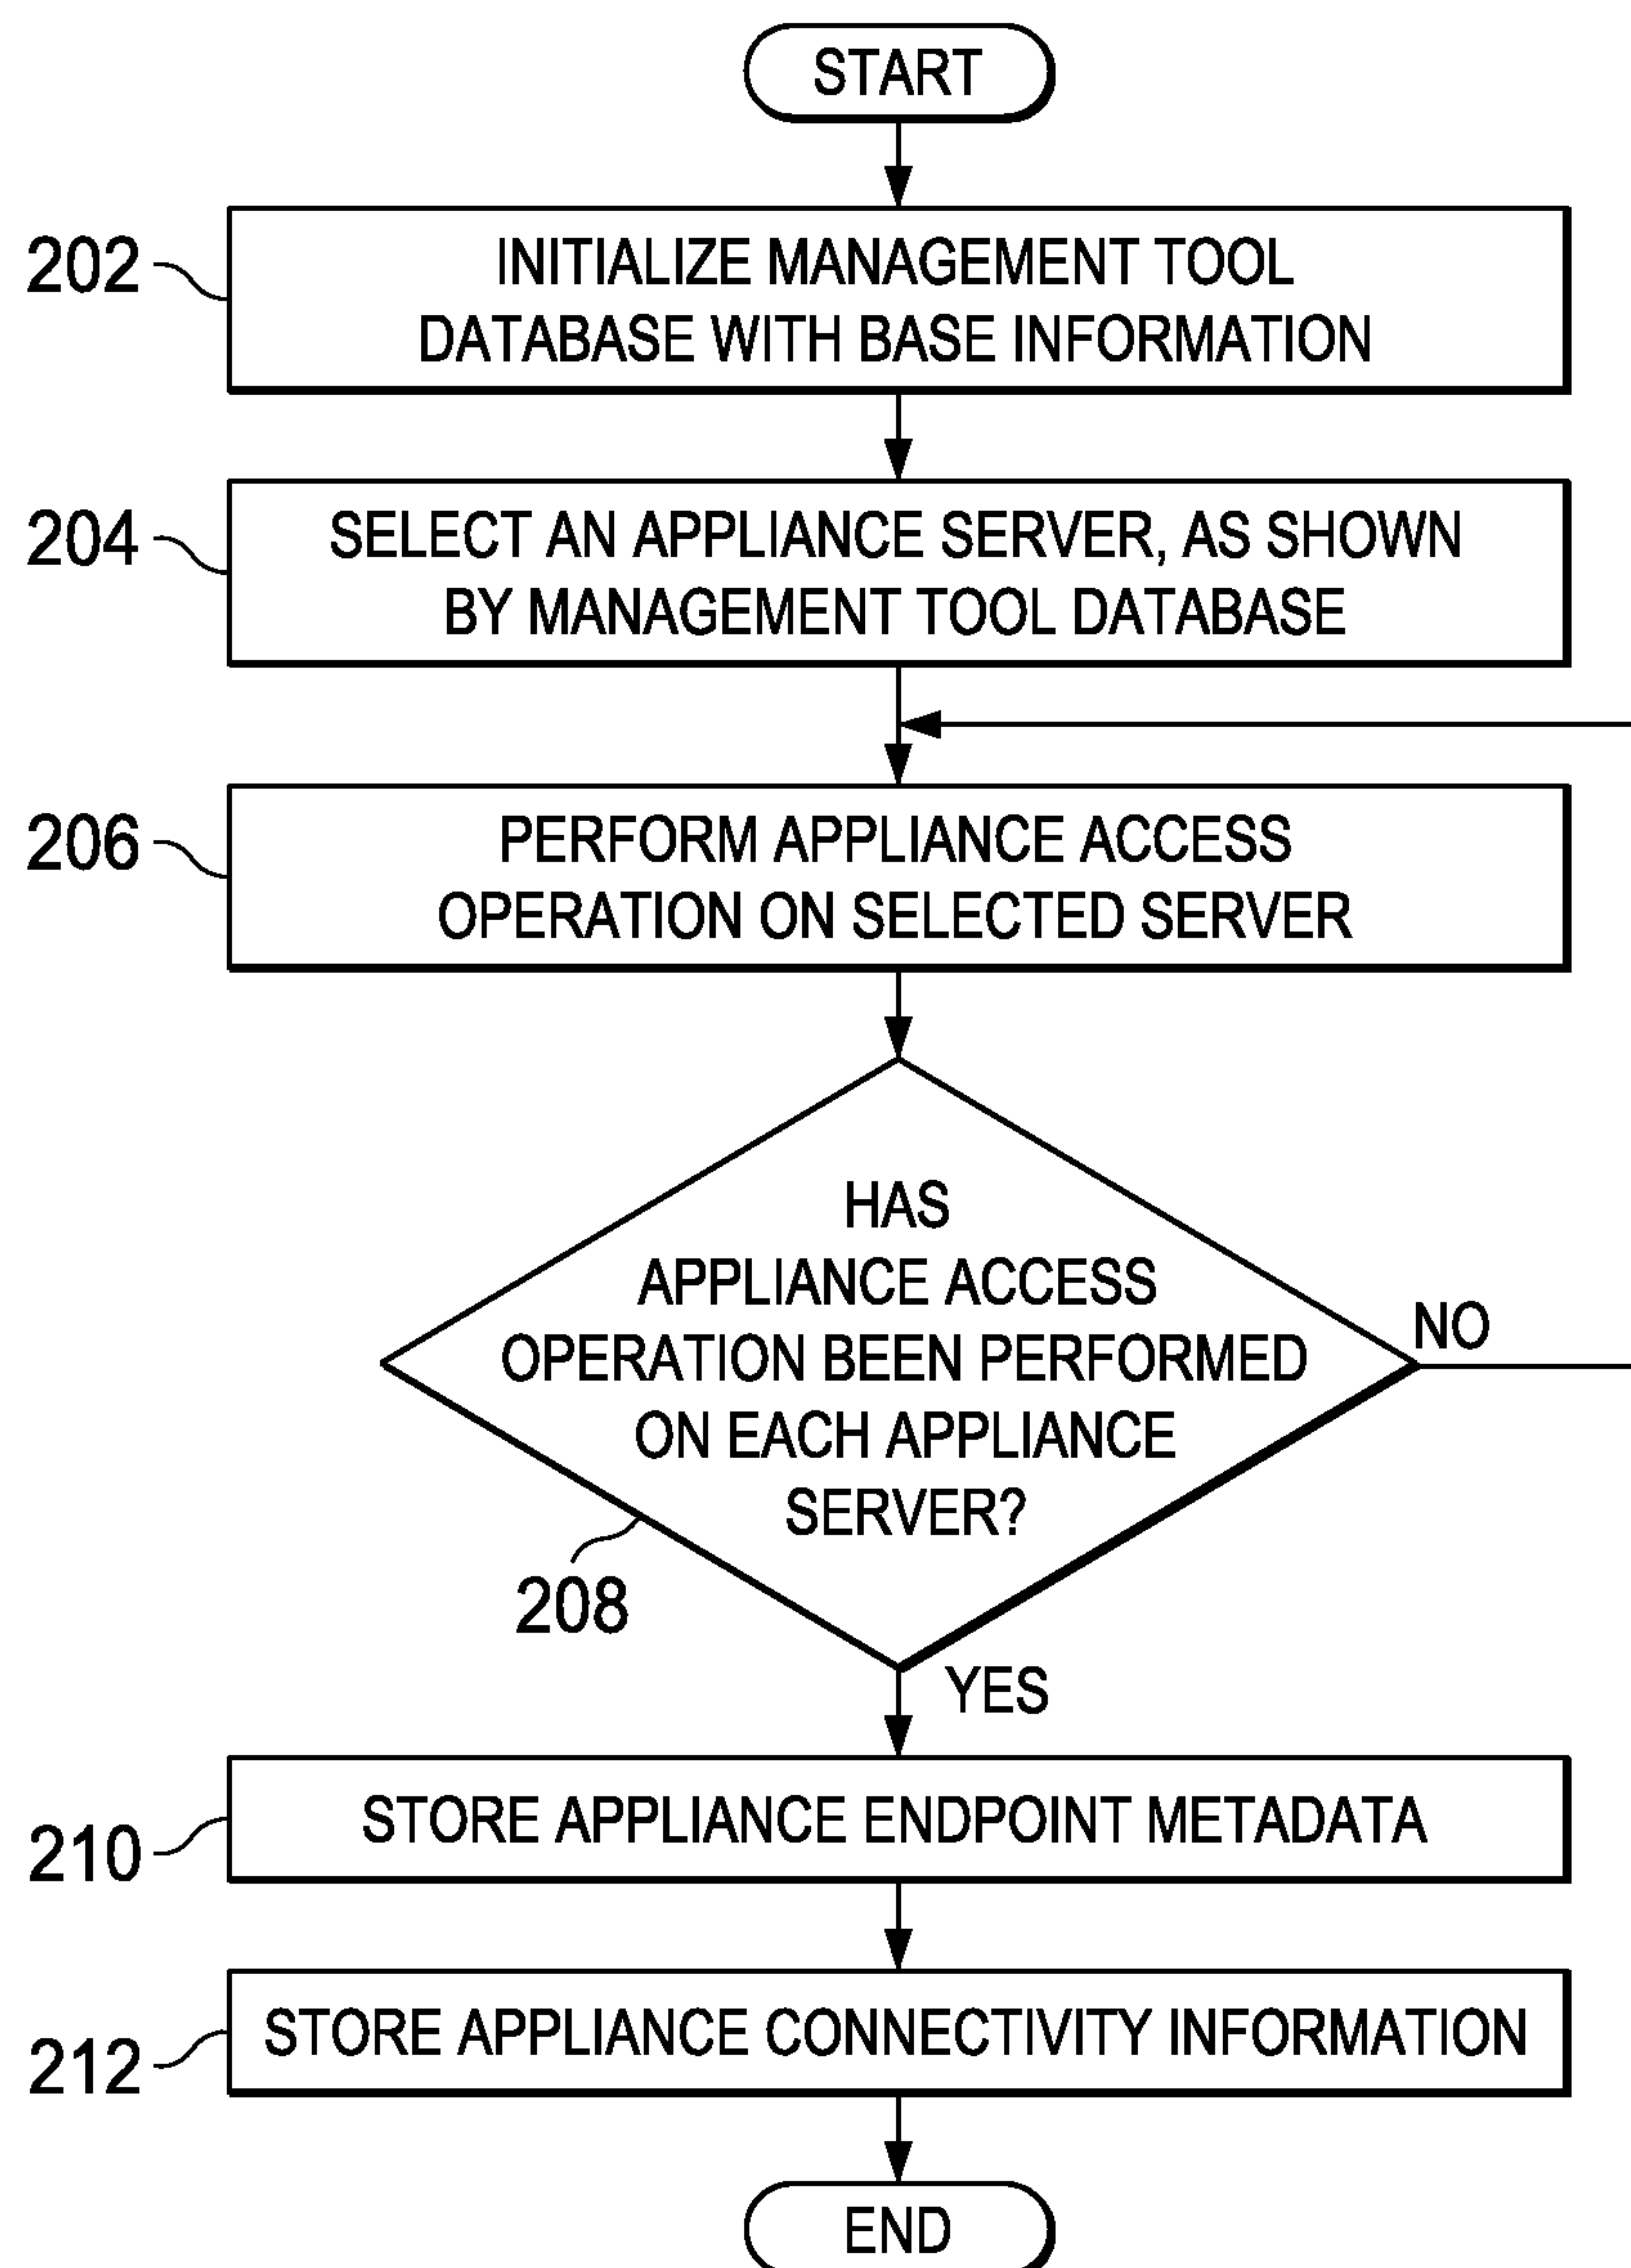 START
202
INITIALIZE MANAGEMENT TOOL
DATABASE WITH BASE INFORMATION
204
SELECT AN APPLIANCE SERVER, AS SHOWN
BY MANAGEMENT TOOL DATABASE
206
PERFORM APPLIANCE ACCESS
OPERATION ON SELECTED SERVER
HAS
APPLIANCE ACCESS
OPERATION BEEN PERFORMED
ON EACH APPLIANCE
SERVER?
NO
208
YES
210
STORE APPLIANCE ENDPOINT METADATA
212
STORE APPLIANCE CONNECTIVITY INFORMATION
END